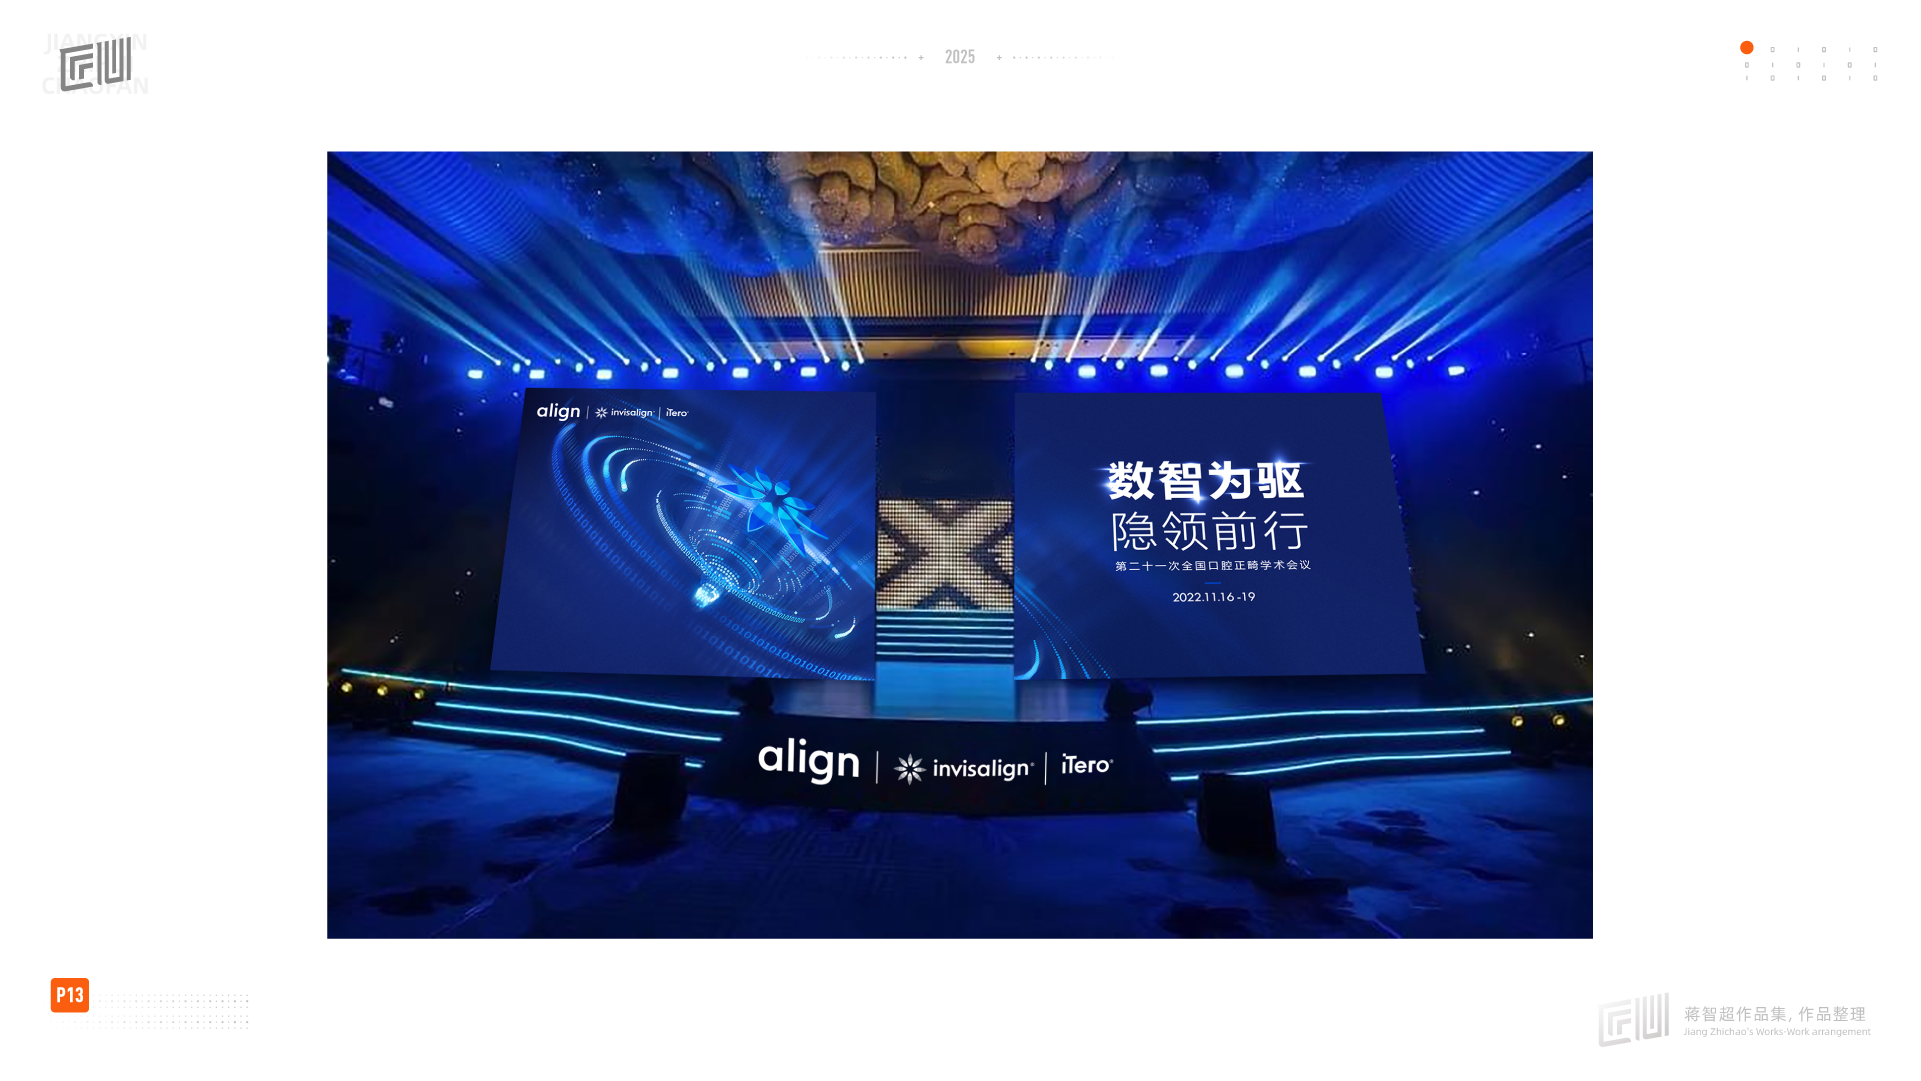 JIANGXIN
2025
align | invisalign | iTero
数智为驱
隐领前行
第二十一次全国口腔正畸学术会议
2022.11.16-19
align | invisalign® | iTero®
P13
蒋智超作品集, 作品整理
Jiang Zhichao's Works-Work arrangement